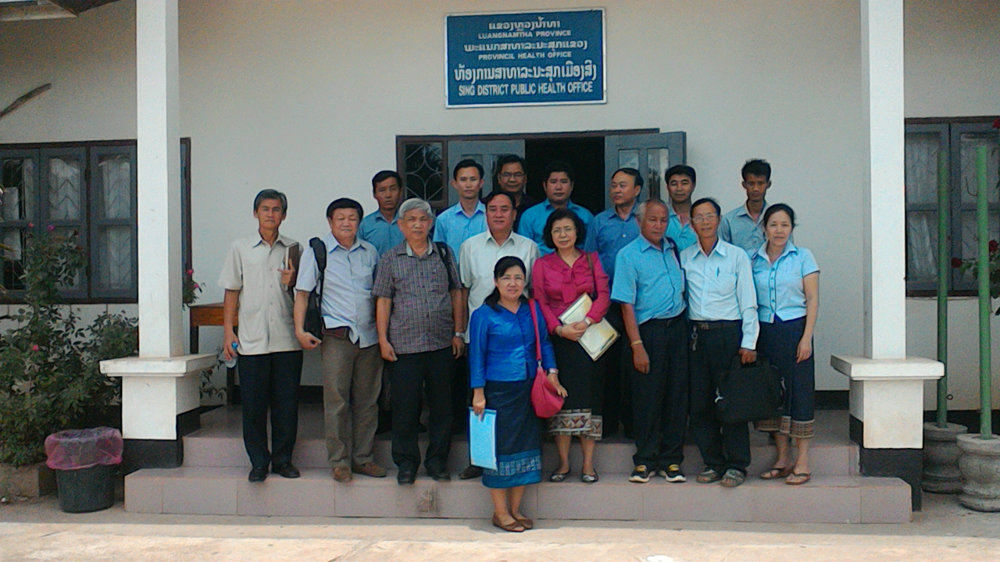 ແຂວງຫຼວງນໍ້າທາ
LUANGNAMTHA PROVINCE
ພະແນກສາທາລະນະສຸກແຂວງ
PROVINCIL HEALTH OFFICE
ຫ້ອງການສາທາລະນະສຸກເມືອງສິງ
SING DISTRICT PUBLIC HEALTH OFFICE